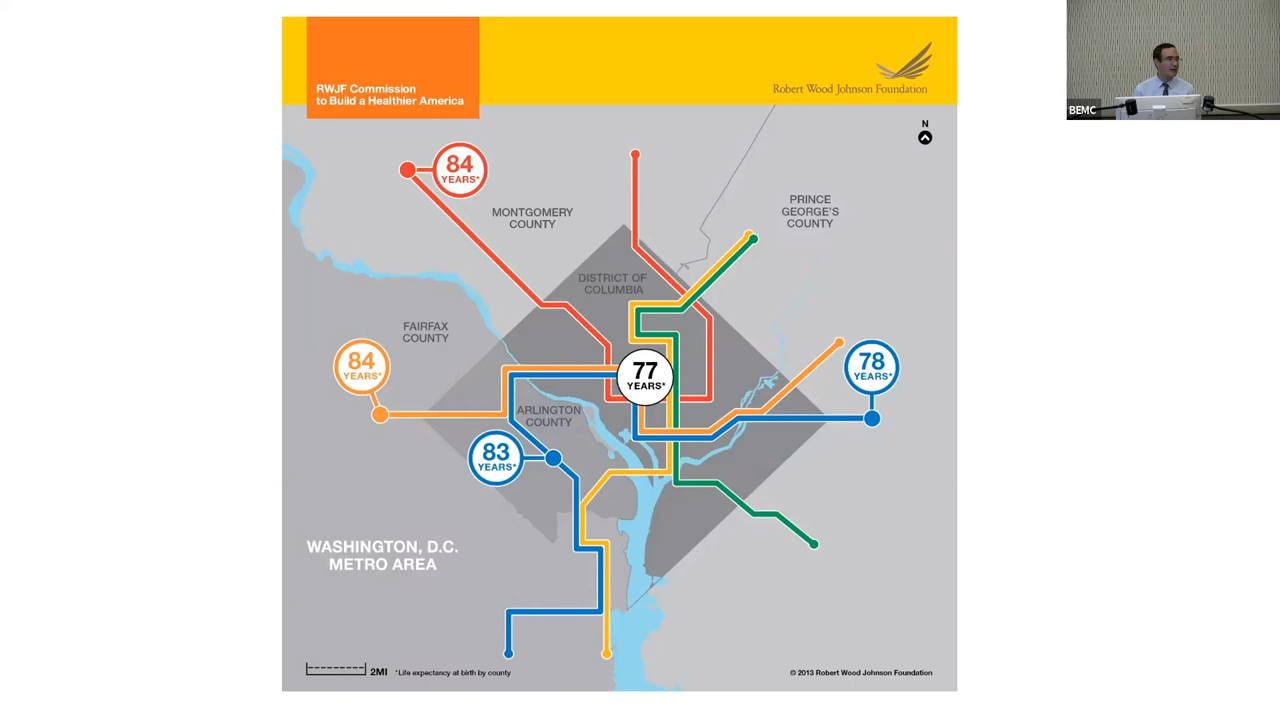 RWJF Commission
to Build a Healthier America
Robert Wood Johnson Foundation
BEMC
N
84
YEARS*
MONTGOMERY
COUNTY
PRINCE
GEORGE'S
COUNTY
DISTRICT OF
COLUMBIA
FAIRFAX
COUNTY
84
YEARS*
77
YEARS*
78
YEARS*
ARLINGTON
COUNTY
83
YEARS*
WASHINGTON, D.C.
METRO AREA
2MI
*Life expectancy at birth by county
© 2013 Robert Wood Johnson Foundation